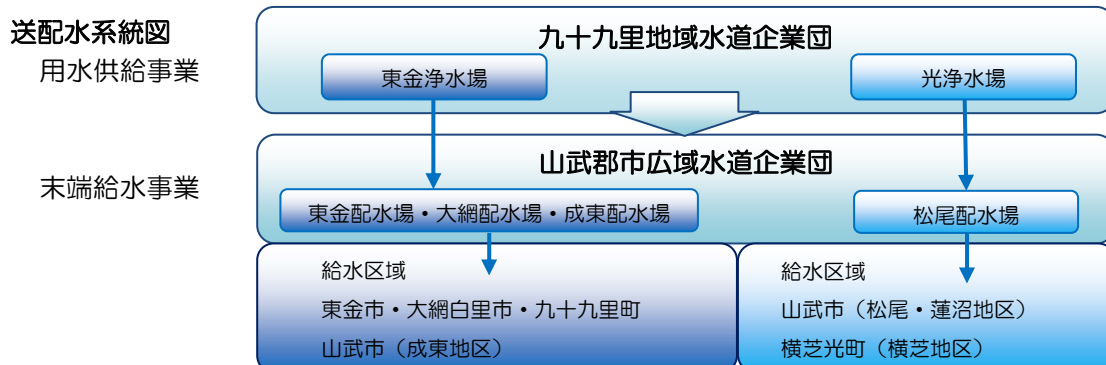 送配水系統図
九十九里地域水道企業団
用水供給事業
東金浄水場
光浄水場
山武郡市広域水道企業団
末端給水事業
東金配水場・大網配水場・成東配水場
松尾配水場
給水区域
東金市・大網白里市・九十九里町
山武市（成東地区）
給水区域
山武市（松尾・蓮沼地区）
横芝光町（横芝地区）